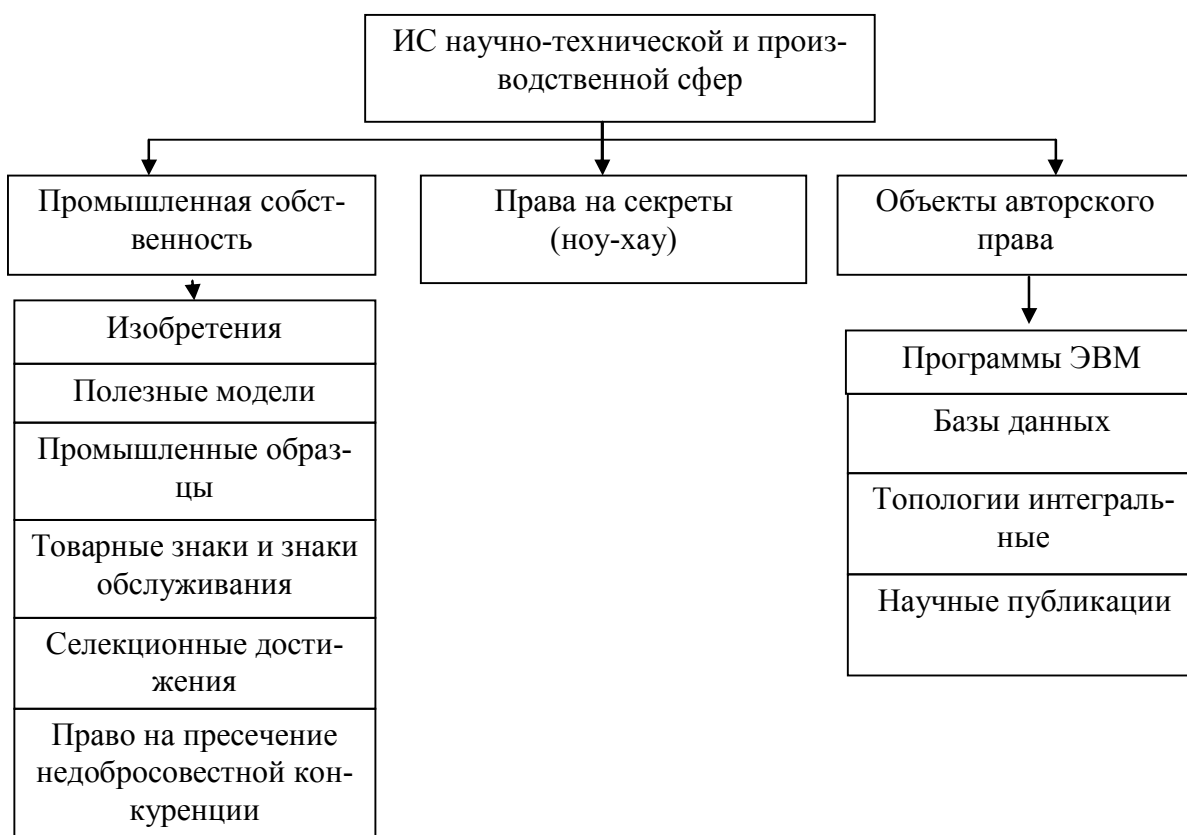 ИС научно-технической и произ-
водственной сфер
Промышленная собст-
венность
Права на секреты
(ноу-хау)
Объекты авторского
права
Изобретения
Полезные модели
Промышленные образ-
цы
Товарные знаки и знаки
обслуживания
Селекционные дости-
жения
Право на пресечение
недобросовестной кон-
куренции
Программы ЭВМ
Базы данных
Топологии интеграль-
ные
Научные публикации